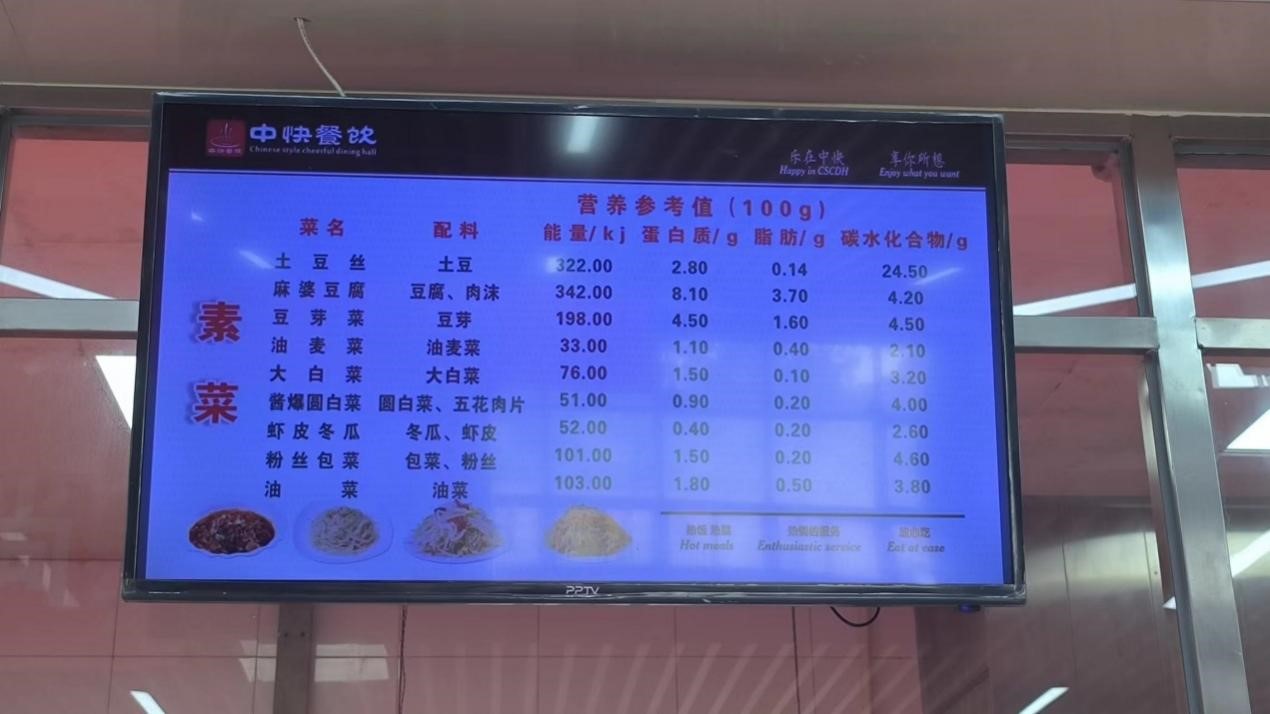 中快餐饮
Chinese style cheerful dining hall
乐在中快 享你所想
Happy in CSCDH Enjoy what you want
营养参考值(100g)
菜名 配料 能量/kj 蛋白质/g 脂肪/g 碳水化合物/g
素菜
土豆丝 土豆 322.00 2.80 0.14 24.50
麻婆豆腐 豆腐、肉沫 342.00 8.10 3.70 4.20
豆芽菜 豆芽 198.00 4.50 1.60 4.50
油麦菜 油麦菜 33.00 1.10 0.40 2.10
大白菜 大白菜 76.00 1.50 0.10 3.20
酱爆圆白菜 圆白菜、五花肉片 51.00 0.90 0.20 4.00
虾皮冬瓜 冬瓜、虾皮 52.00 0.40 0.20 2.60
粉丝包菜 包菜、粉丝 101.00 1.50 0.20 4.60
油菜 油菜 103.00 1.80 0.50 3.80
Hot meals Enthusiastic service Eat at ease
PPTV